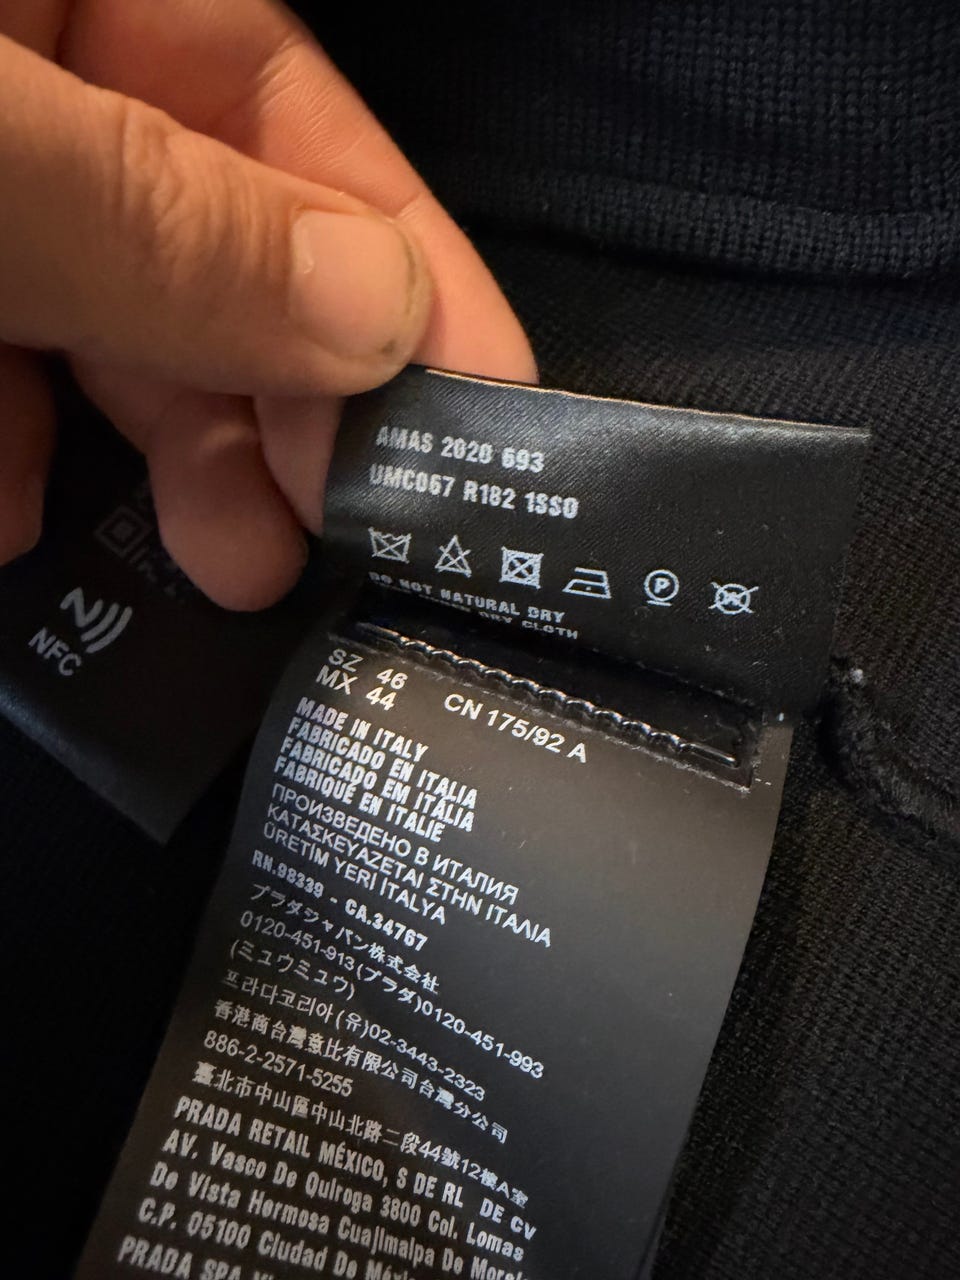 AMAS 2020 693
UMC067 R182 1SSO
P
DO NOT NATURAL DRY
DRY CLOTH
SZ 46
MX 44
CN 175/92 A
MADE IN ITALY
FABRICADO EN ITALIA
FABRICADO EM ITÁLIA
FABRIQUÉ EN ITALIE
ПРОИЗВЕДЕНО В ИТАЛИЯ
ΚΑΤΑΣΚΕΥΑΖΕΤΑΙ ΣΤΗΝ ΙΤΑΛΙΑ
ÜRETİM YERİ İTALYA
RN.98339 - CA.34767
プラダジャパン株式会社
0120-451-913(プラダ)0120-451-993
(ミュウミュウ)
프라다코리아(유)02-3443-2323
香港商台灣普比有限公司台灣分公司
886-2-2571-5255
臺北市中山區中山北路二段44號12樓A室
PRADA RETAIL MÉXICO, S DE RL DE CV
AV. Vasco De Quiroga 3800 Col. Lomas
De Vista Hermosa Cuajimalpa De
C.P. 05100 Ciudad De
PRADA SPA
NFC